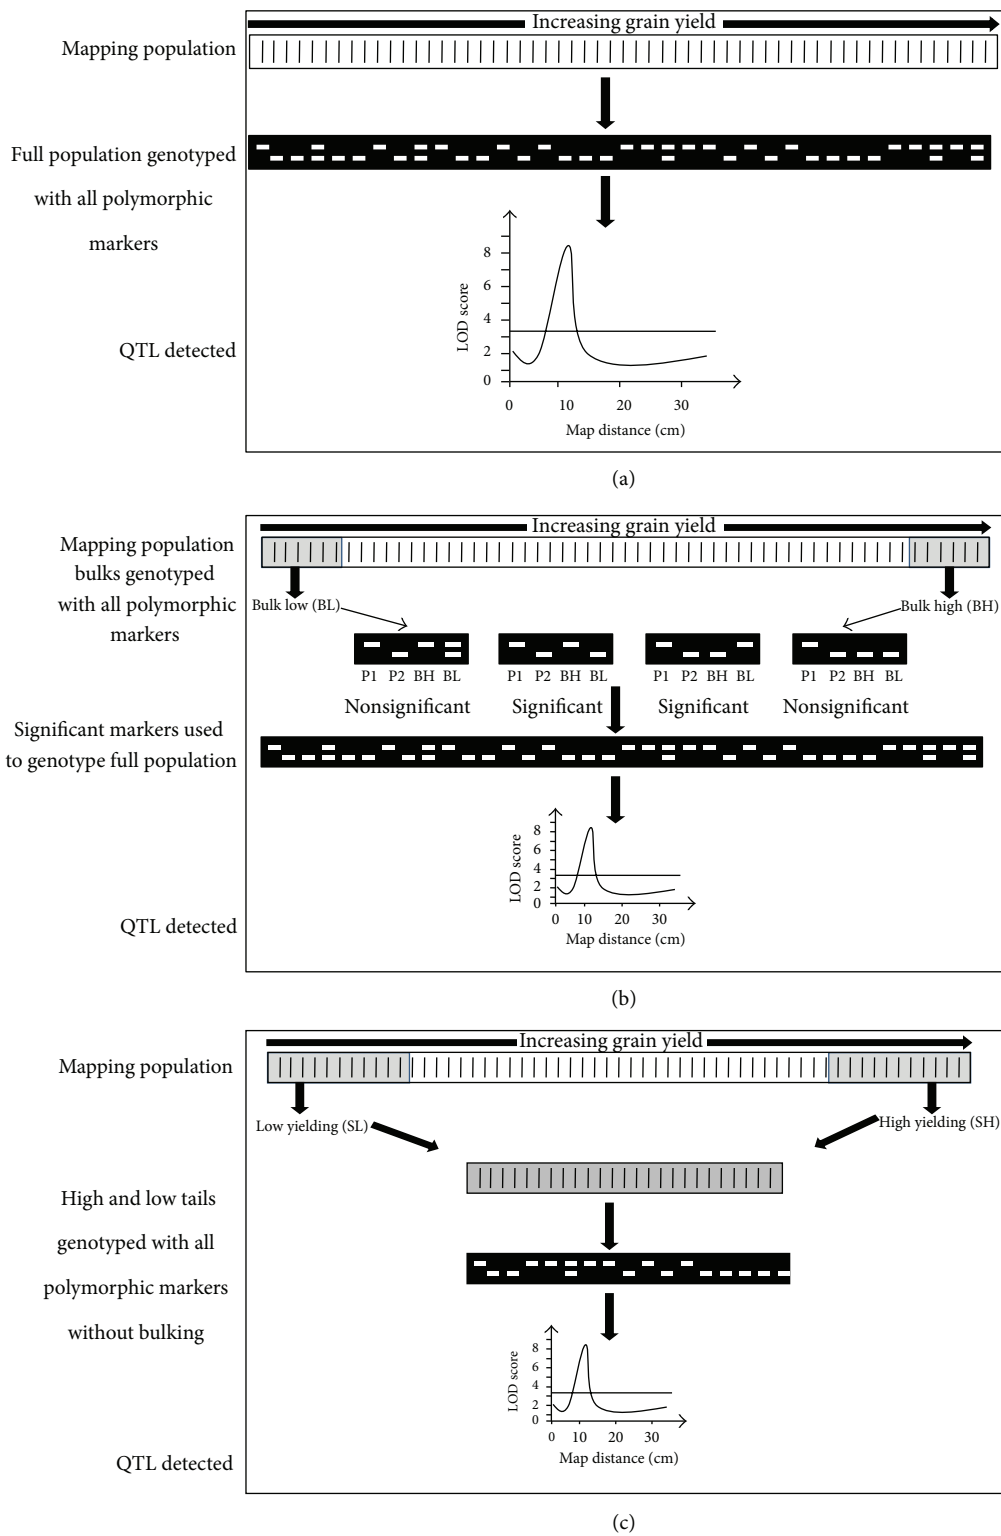 Increasing grain yield
Mapping population
Full population genotyped
with all polymorphic
markers
8
6
4
2
0
LOD score
0 10 20 30
Map distance (cm)
QTL detected
(a)
Increasing grain yield
Mapping population
bulks genotyped
with all polymorphic
markers
Bulk low (BL)
Bulk high (BH)
P1 P2 BH BL
P1 P2 BH BL
P1 P2 BH BL
P1 P2 BH BL
Nonsignificant
Significant
Significant
Nonsignificant
Significant markers used
to genotype full population
8
6
4
2
0
LOD score
0 10 20 30
Map distance (cm)
QTL detected
(b)
Increasing grain yield
Mapping population
Low yielding (SL)
High yielding (SH)
High and low tails
genotyped with all
polymorphic markers
without bulking
8
6
4
2
0
LOD score
0 10 20 30
Map distance (cm)
QTL detected
(c)